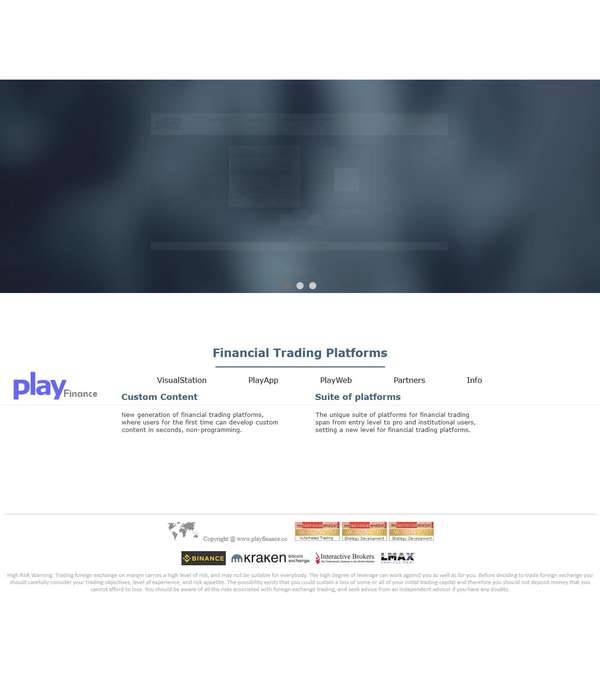 play
Financial Trading Platforms
play Finance
VisualStation PlayApp PlayWeb Partners Info
Custom Content
New generation of financial trading platforms,
where users for the first time can develop custom
content in seconds, non-programming.
Suite of platforms
The unique suite of platforms for financial trading
span from entry level to pro and institutional users,
setting a new level for financial trading platforms.
Copyright @ www.playfinance.co
Automated Trading
Strategy Development
Strategy Development
BINANCE
kraken bitcoin exchange
Interactive Brokers
LMAX
High Risk Warning: Trading foreign exchange on margin carries a high level of risk, and may not be suitable for everybody. The high degree of leverage can work against you as well as for you. Before deciding to trade foreign exchange you
should carefully consider your trading objectives, level of experience, and risk appetite. The possibility exists that you could sustain a loss of some or all of your initial trading capital and therefore you should not deposit money that you
cannot afford to lose. You should be aware of all the risks associated with foreign exchange trading, and seek advice from an independent advisor if you have any doubts.